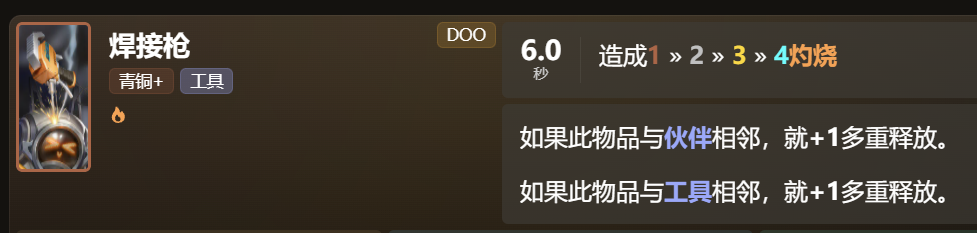 焊接枪
DOO
青铜+
工具
6.0
秒
造成1 » 2 » 3 » 4灼烧
如果此物品与伙伴相邻，就+1多重释放。
如果此物品与工具相邻，就+1多重释放。